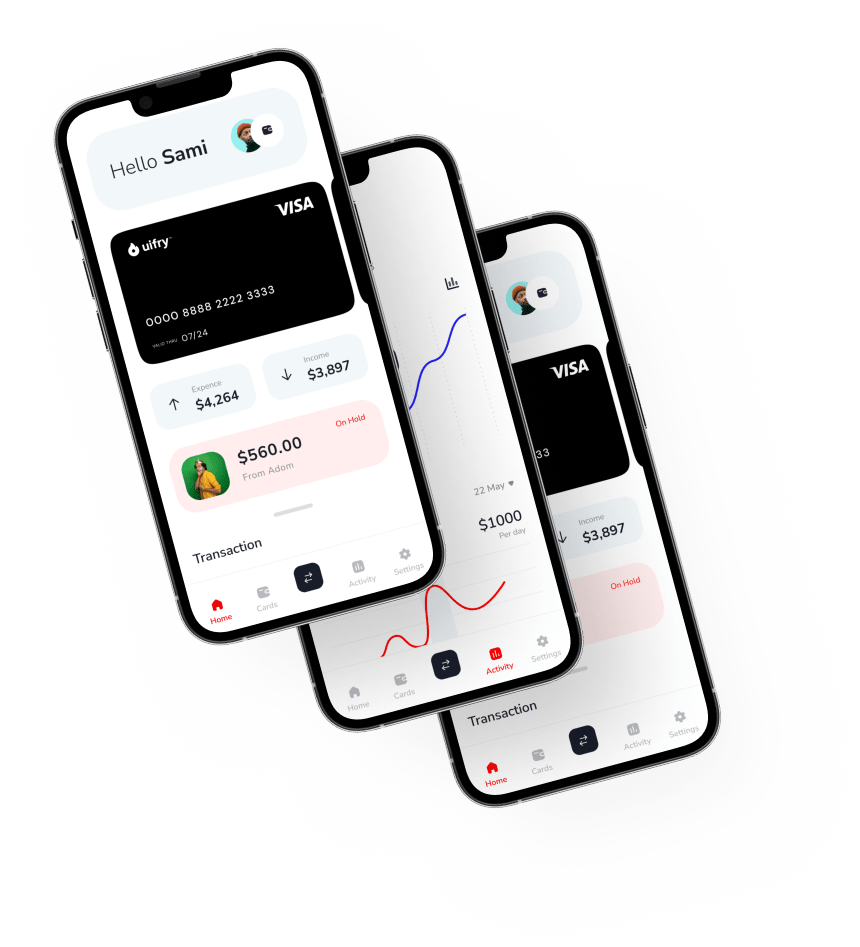 Hello Sami
VISA
uifry™
0000 8888 2222 3333
VALID THRU 07/24
Expence
$4,264
Income
$3,897
On Hold
$560.00
From Adom
Transaction
Home
Cards
Activity
Settings
22 May
$1000
Per day
Home
Cards
Activity
Settings
VISA
33
Income
$3,897
On Hold
Transaction
Home
Cards
Activity
Settings